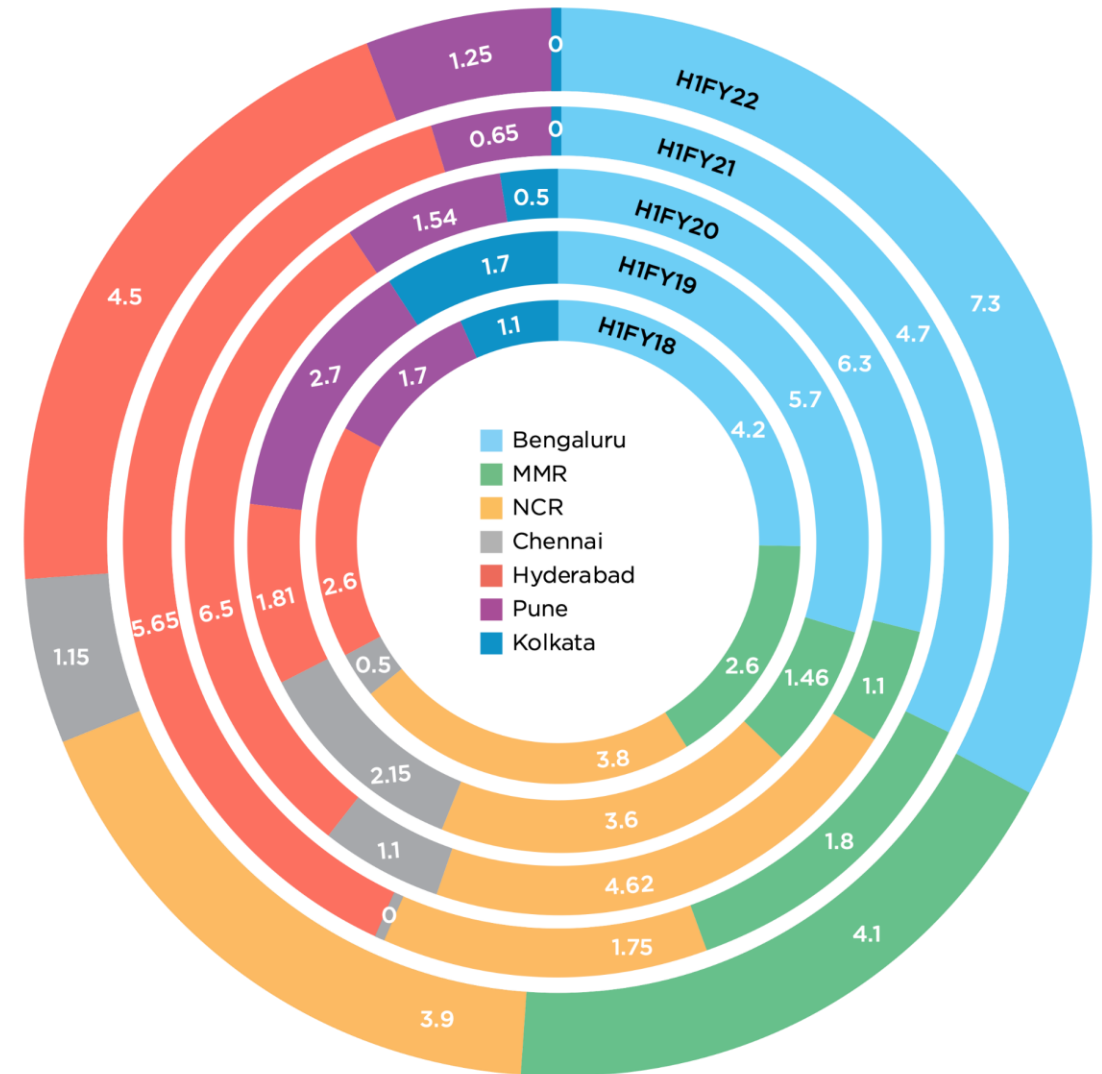 0
1.25
H1FY22
0
0.65
H1FY21
0.5
1.54
H1FY20
1.7
H1FY19
4.5
7.3
1.1
H1FY18
4.7
6.3
2.7
1.7
5.7
4.2
Bengaluru
MMR
NCR
Chennai
Hyderabad
Pune
Kolkata
5.65
6.5
1.81
2.6
1.15
0.5
2.6
1.46
1.1
3.8
2.15
3.6
1.1
1.8
4.62
0
1.75
4.1
3.9